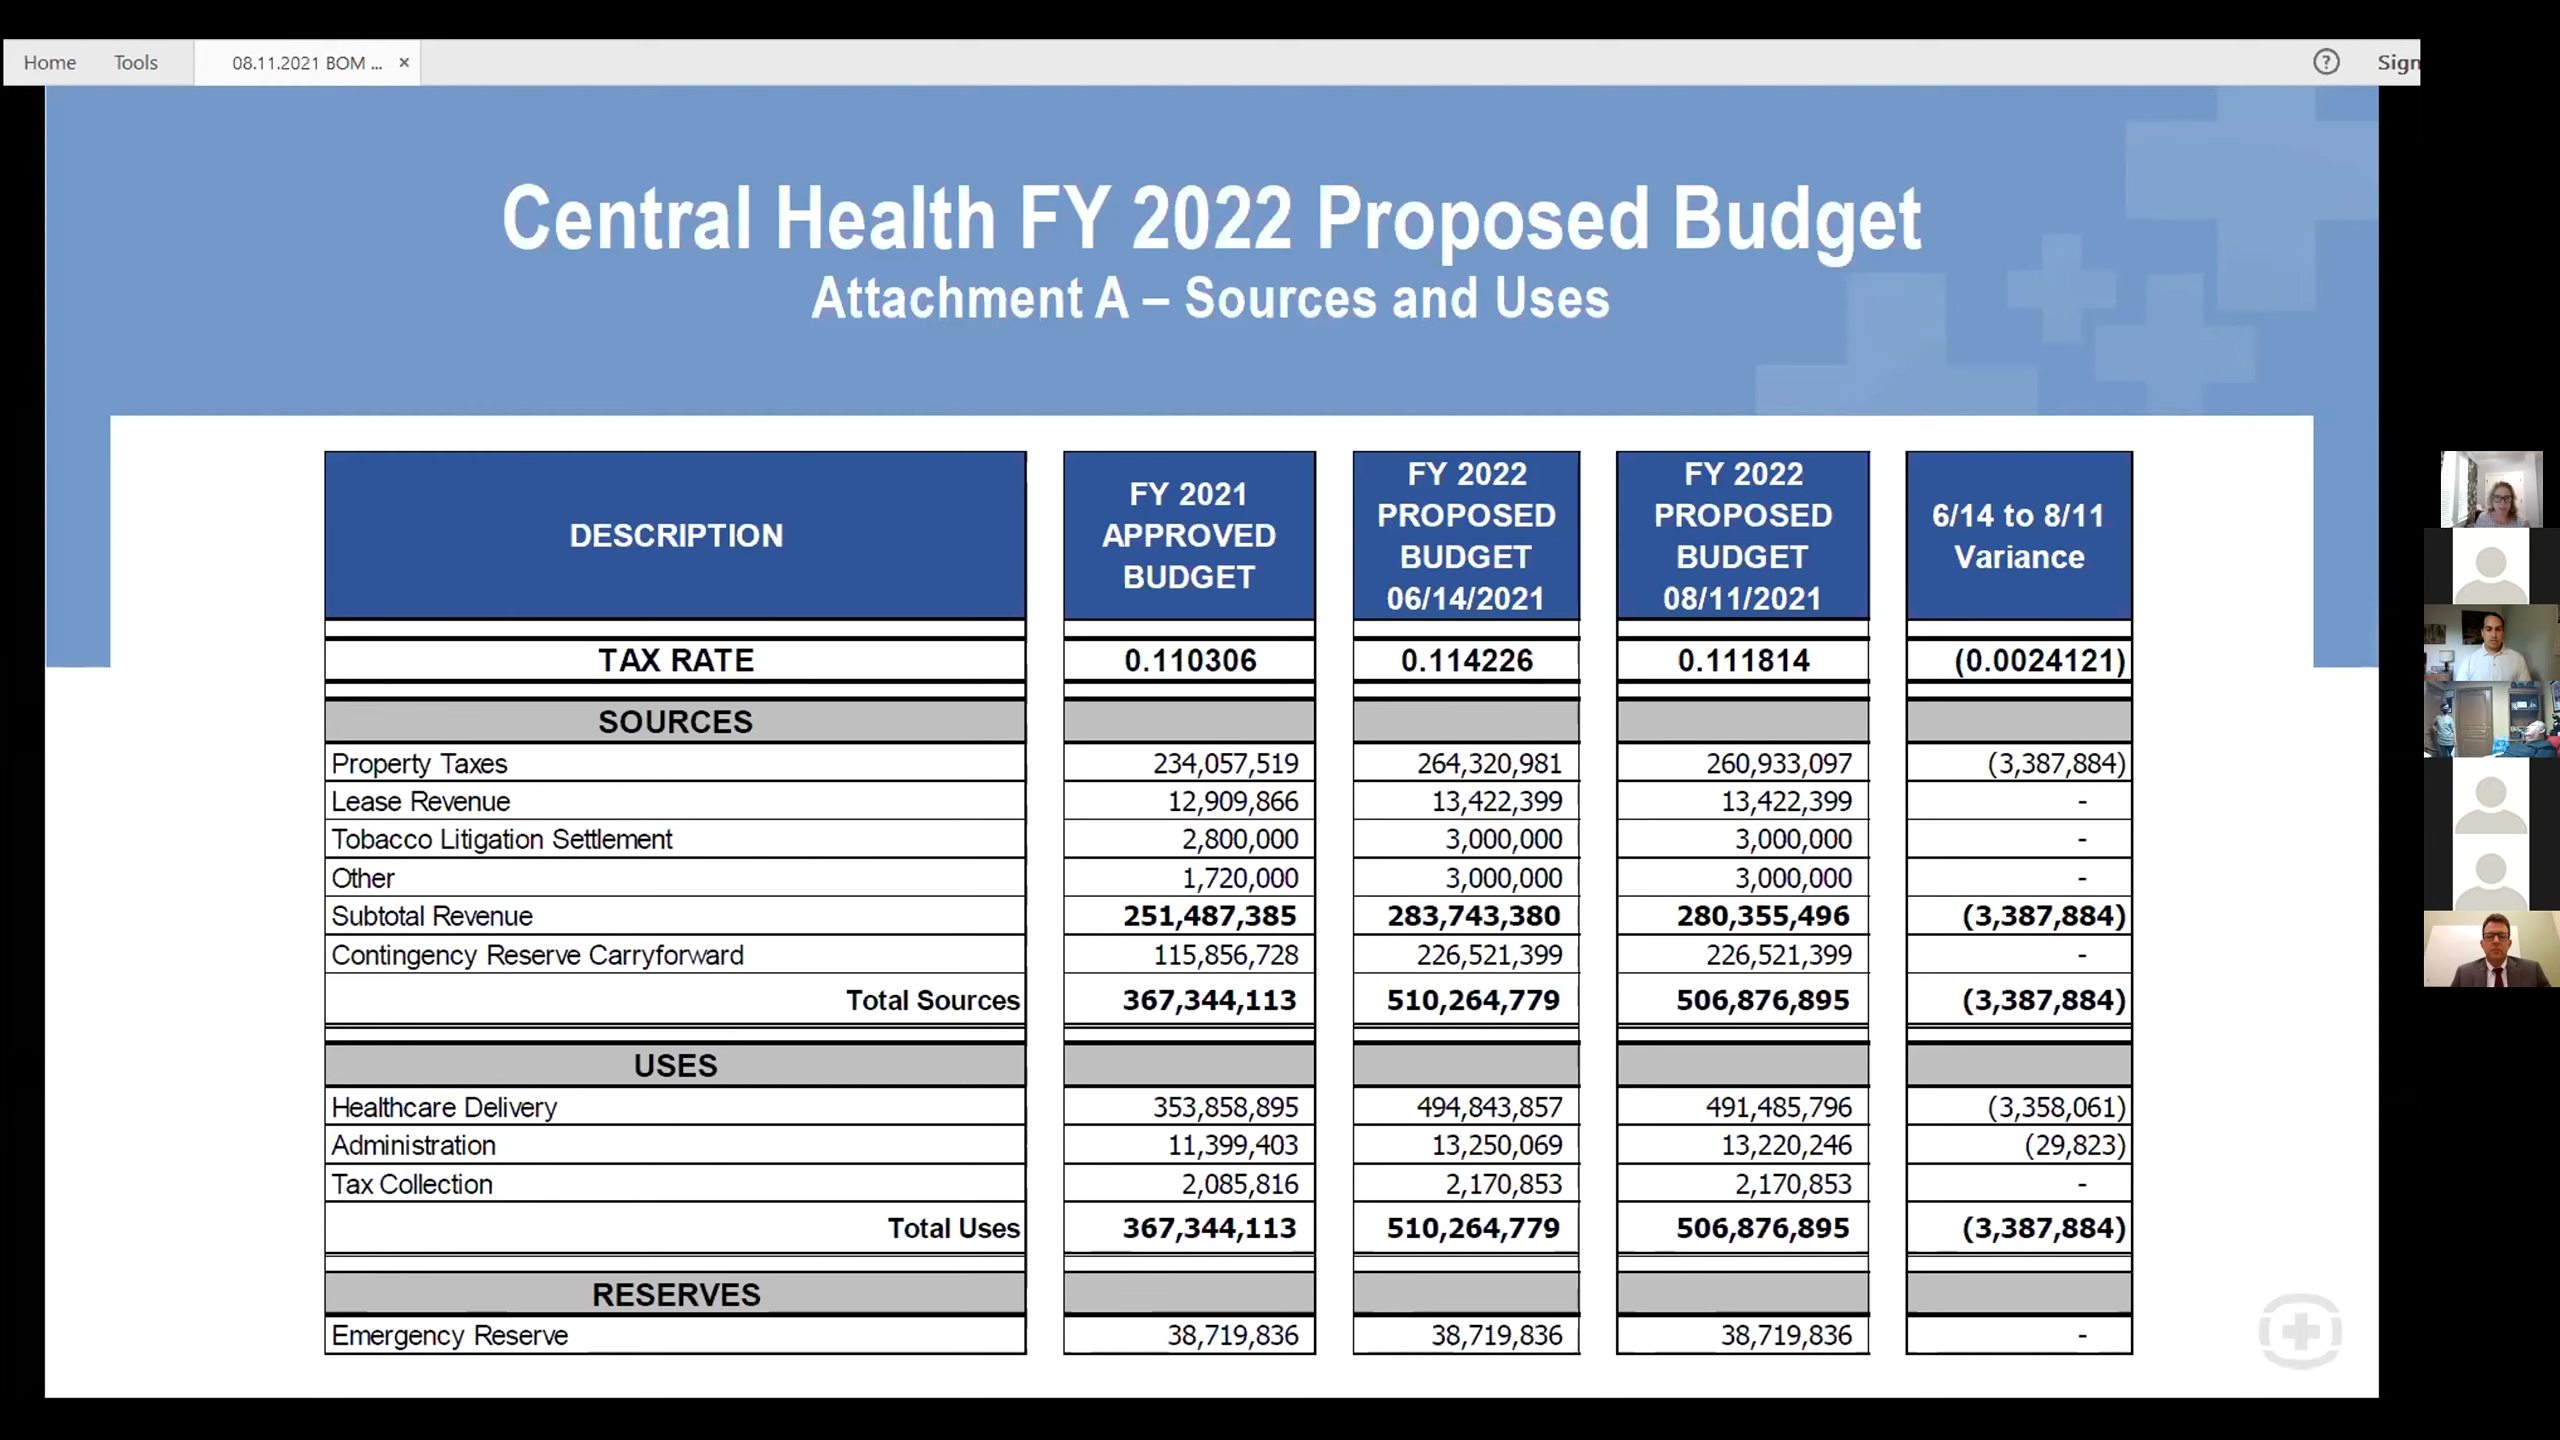 Home Tools 08.11.2021 BOM ... × ? Sign
Central Health FY 2022 Proposed Budget
Attachment A – Sources and Uses
DESCRIPTION
FY 2021
APPROVED
BUDGET
FY 2022
PROPOSED
BUDGET
06/14/2021
FY 2022
PROPOSED
BUDGET
08/11/2021
6/14 to 8/11
Variance
TAX RATE 0.110306 0.114226 0.111814 (0.0024121)
SOURCES
Property Taxes 234,057,519 264,320,981 260,933,097 (3,387,884)
Lease Revenue 12,909,866 13,422,399 13,422,399 -
Tobacco Litigation Settlement 2,800,000 3,000,000 3,000,000 -
Other 1,720,000 3,000,000 3,000,000 -
Subtotal Revenue 251,487,385 283,743,380 280,355,496 (3,387,884)
Contingency Reserve Carryforward 115,856,728 226,521,399 226,521,399 -
Total Sources 367,344,113 510,264,779 506,876,895 (3,387,884)
USES
Healthcare Delivery 353,858,895 494,843,857 491,485,796 (3,358,061)
Administration 11,399,403 13,250,069 13,220,246 (29,823)
Tax Collection 2,085,816 2,170,853 2,170,853 -
Total Uses 367,344,113 510,264,779 506,876,895 (3,387,884)
RESERVES
Emergency Reserve 38,719,836 38,719,836 38,719,836 -